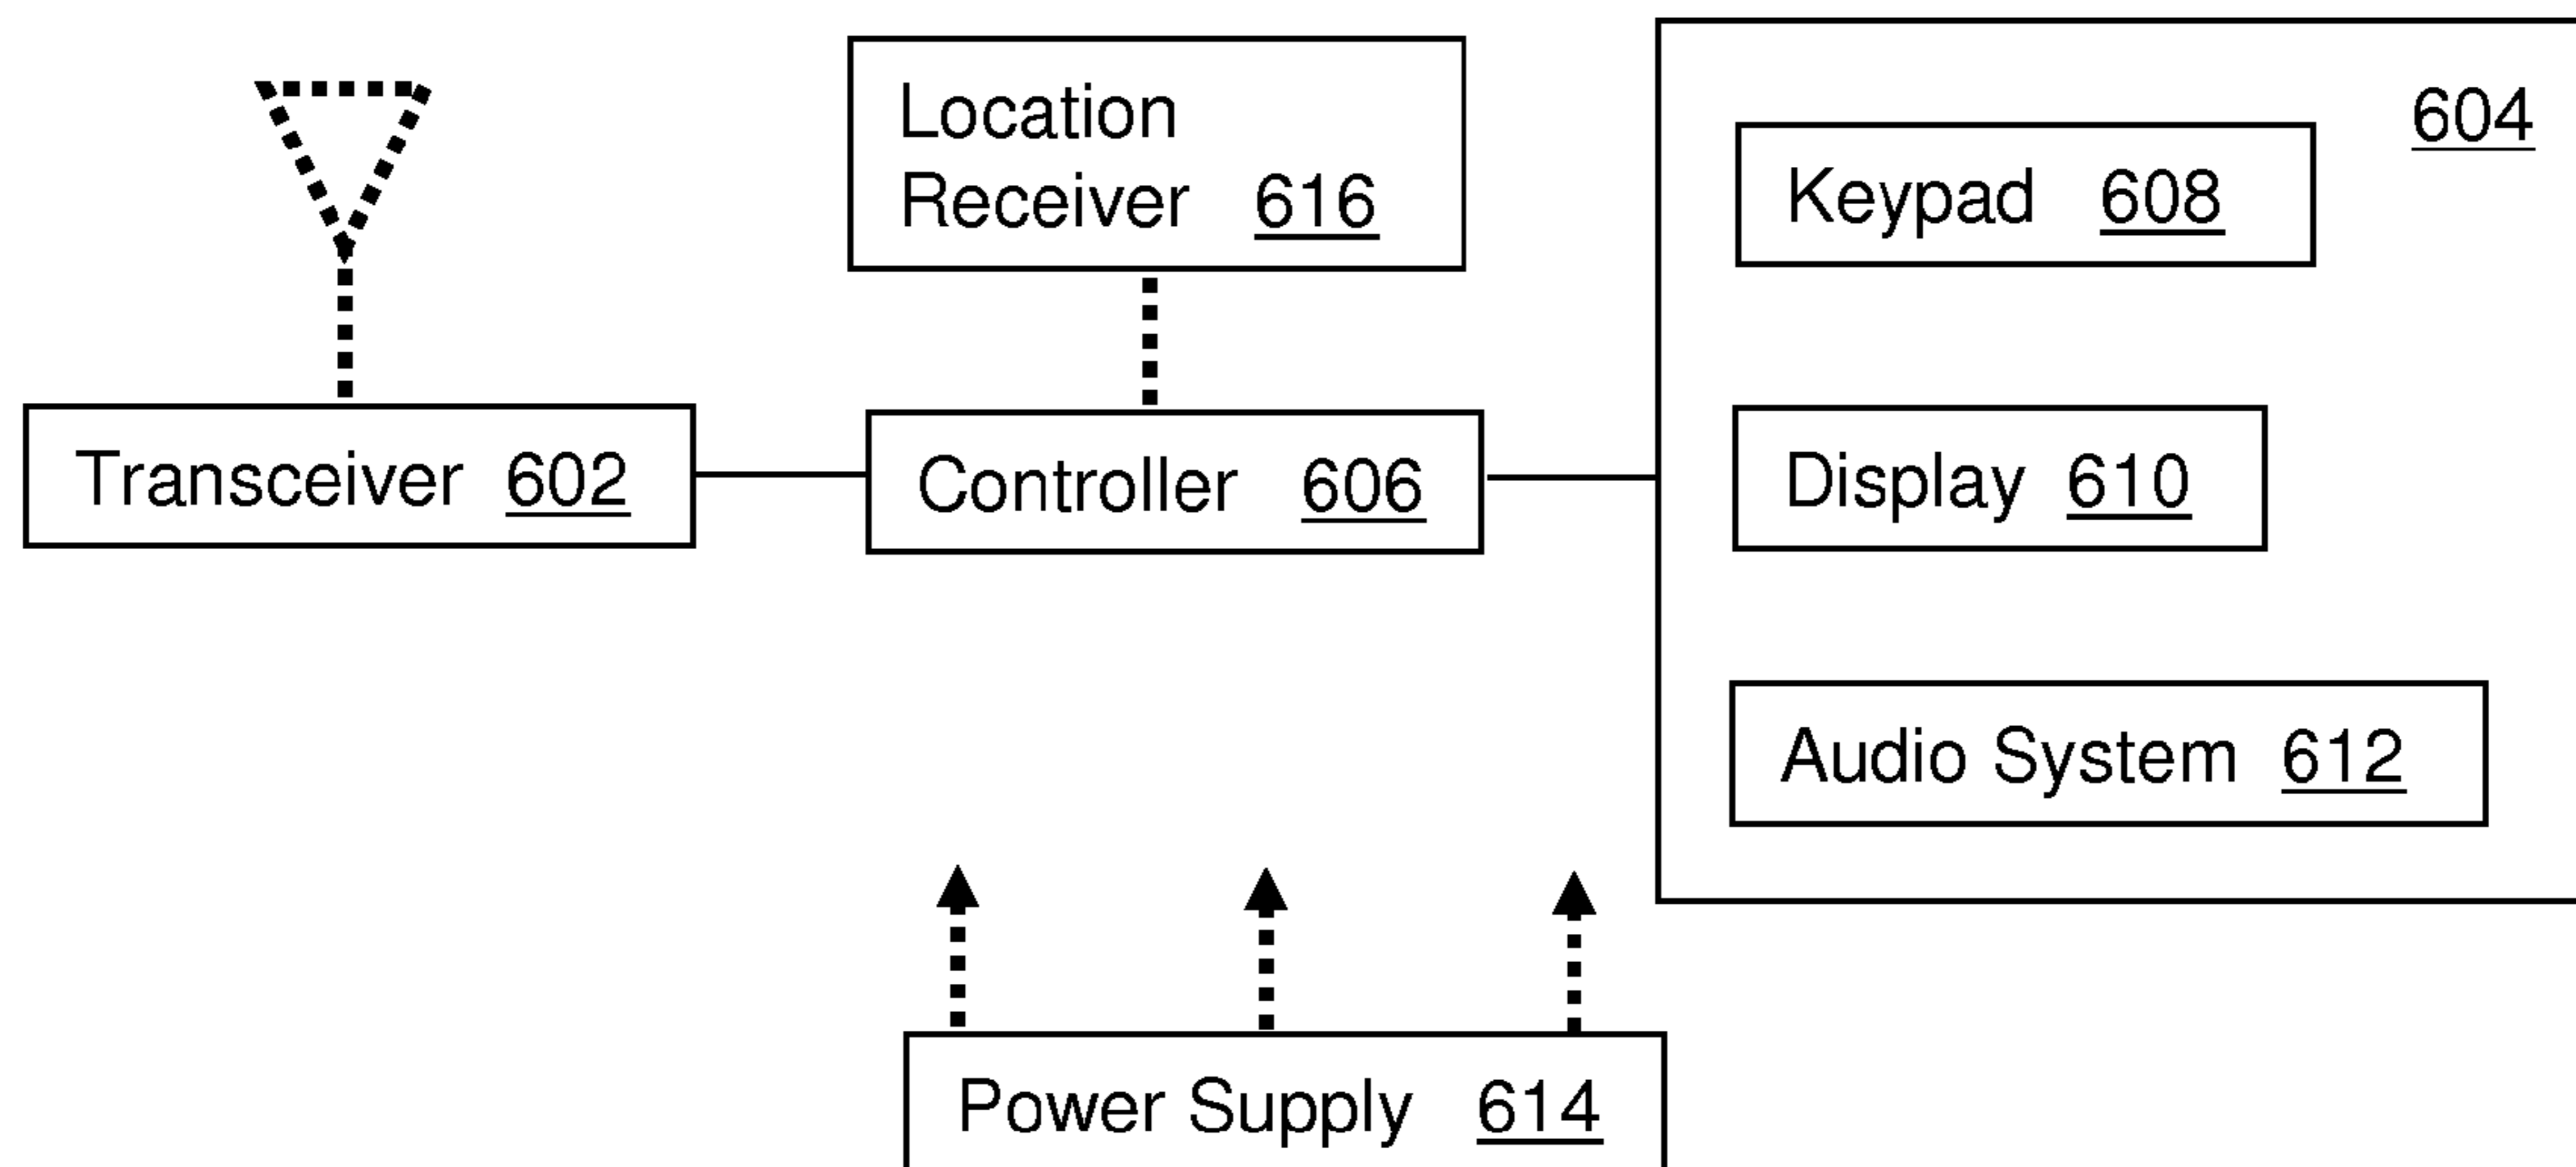 Location
Receiver 616
604
Keypad 608
Transceiver 602
Controller 606
Display 610
Audio System 612
Power Supply 614